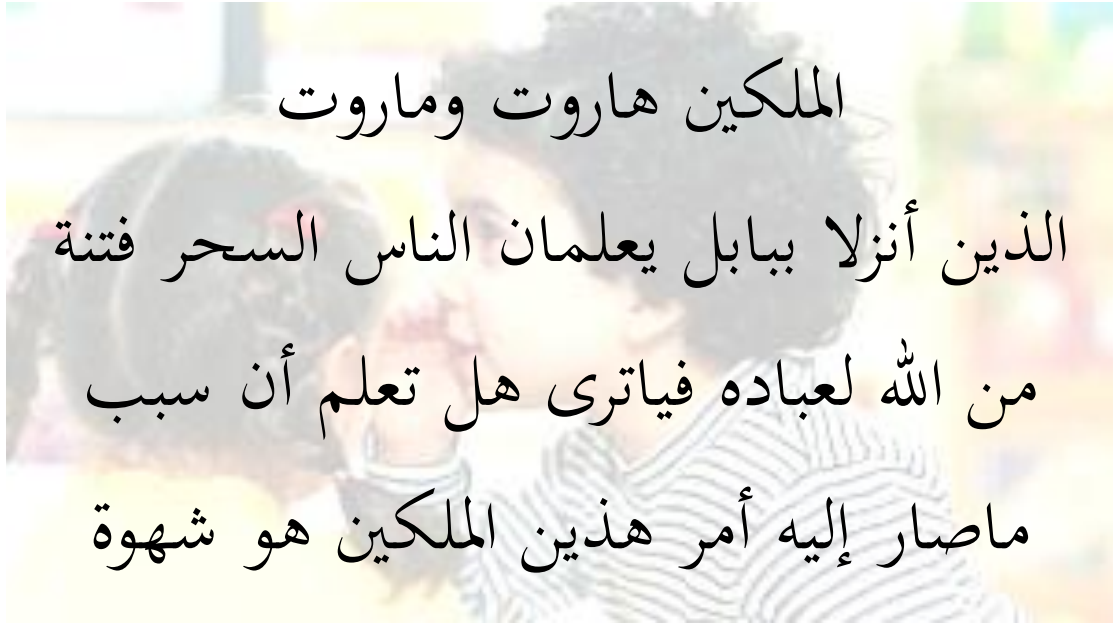 الملكين هاروت وماروت
الذين أنزلا ببابل يعلمان الناس السحر فتنة
من الله لعباده فياترى هل تعلم أن سبب
ماصار إليه أمر هذين الملكين هو شهوة